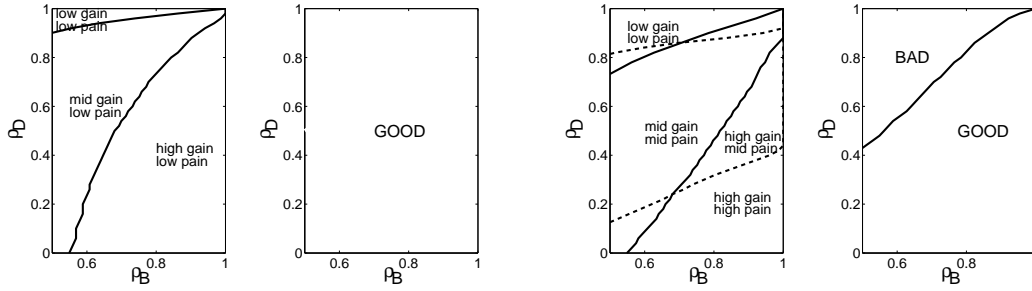 1
0.8
0.6
0.4
0.2
0
ρD
low gain
low pain
mid gain
low pain
high gain
low pain
0.6 0.8 1
ρB
1
0.8
0.6
0.4
0.2
0
ρD
GOOD
0.6 0.8 1
ρB
1
0.8
0.6
0.4
0.2
0
ρD
low gain
low pain
mid gain
mid pain
high gain
mid pain
high gain
high pain
0.6 0.8 1
ρB
1
0.8
0.6
0.4
0.2
0
ρD
BAD
GOOD
0.6 0.8 1
ρB